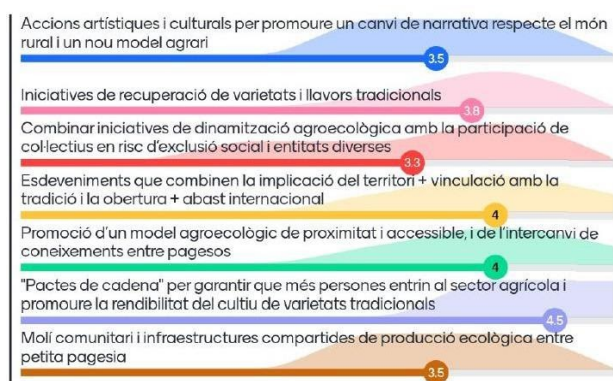 Accions artístiques i culturals per promoure un canvi de narrativa respecte el món
rural i un nou model agrari
3.5
Iniciatives de recuperació de varietats i llavors tradicionals
3.8
Combinar iniciatives de dinamització agroecològica amb la participació de
col·lectius en risc d'exclusió social i entitats diverses
3.3
Esdeveniments que combinen la implicació del territori + vinculació amb la
tradició i la obertura + abast internacional
4
Promoció d'un model agroecològic de proximitat i accessible, i de l'intercanvi de
coneixements entre pagesos
4
"Pactes de cadena" per garantir que més persones entrin al sector agrícola i
promoure la rendibilitat del cultiu de varietats tradicionals
4.5
Molí comunitari i infraestructures compartides de producció ecològica entre
petita pagesia
3.5